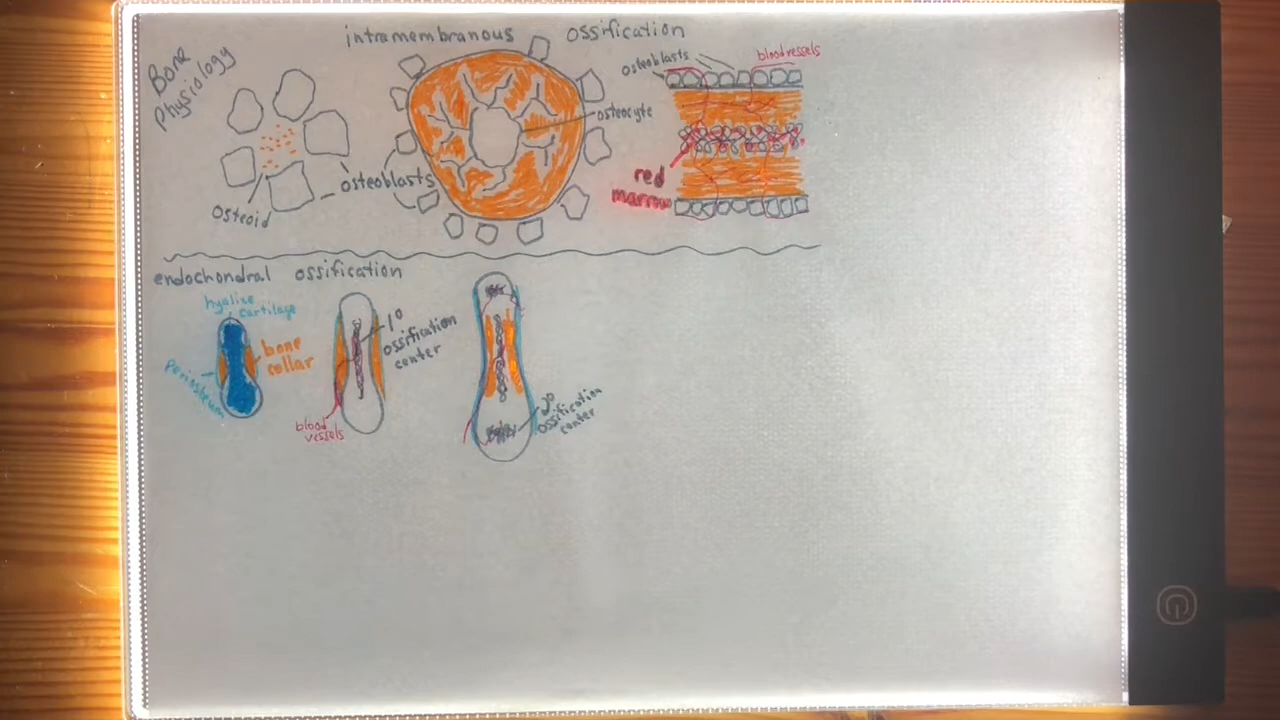 Bone
Physiology
intramembranous ossification
osteoblasts
blood vessels
osteocyte
osteoblasts
osteoid
red
marrow
endochondral ossification
hyaline
cartilage
bone
collar
Periosteum
1°
ossification
center
blood
vessels
2°
ossification
center